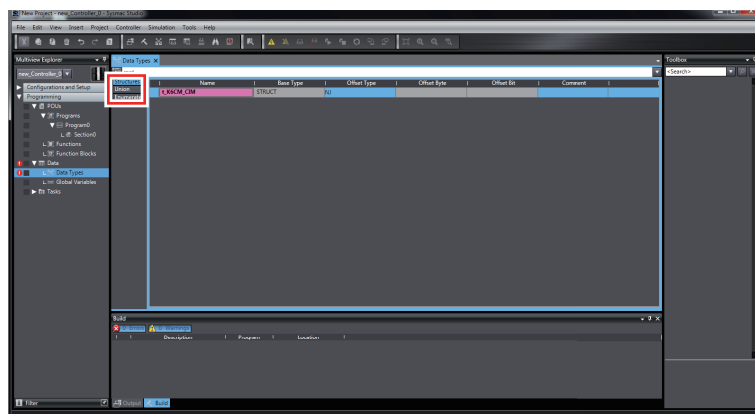 New Project - new_Controller_0 - Sysmac Studio
File Edit View Insert Project Controller Simulation Tools Help
Multiview Explorer
Data Types
Toolbox
new_Controller_0
<Search>
Configurations and Setup
Programming
POUs
Programs
Program0
Section0
Functions
Function Blocks
Data
Data Types
Global Variables
Tasks
Structures
Union
Name Base Type Offset Type Offset Byte Offset Bit Comment
s_K6CM_CIM STRUCT NJ
Build
Errors Warnings
! ! Description ! Program ! Location !
Filter
Output Build